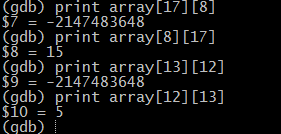 (gdb) print array[17][8]
$7 = -2147483648
(gdb) print array[8][17]
$8 = 15
(gdb) print array[13][12]
$9 = -2147483648
(gdb) print array[12][13]
$10 = 5
(gdb)